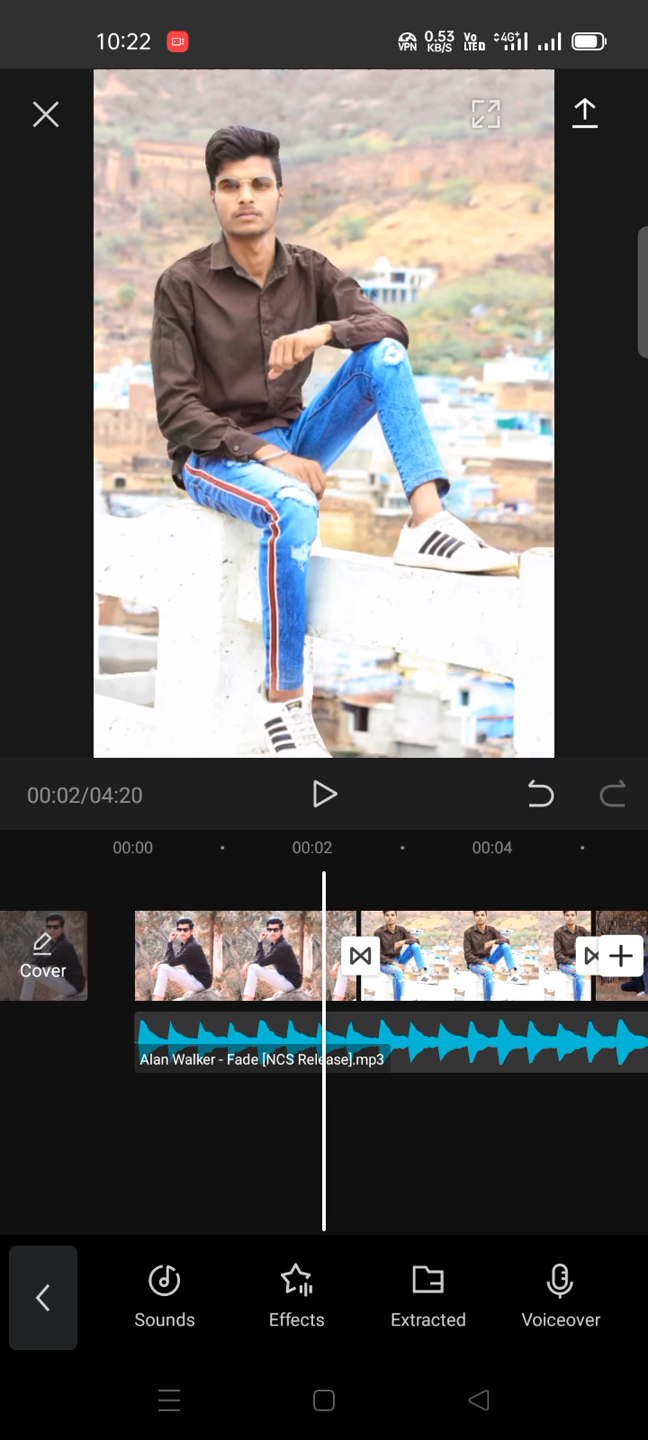 10:22
VPN
0.53
KB/S
Vo
LTE
4G+
00:02/04:20
00:00
00:02
00:04
Cover
Alan Walker - Fade [NCS Release].mp3
Sounds
Effects
Extracted
Voiceover